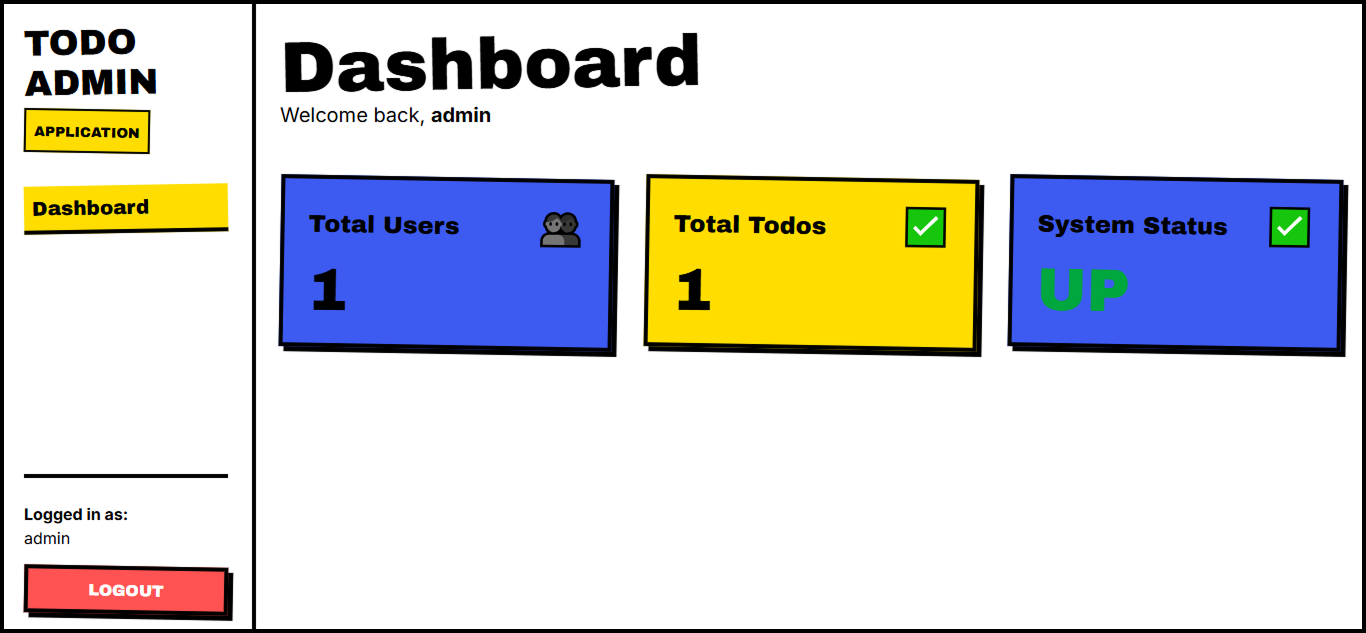 TODO
ADMIN
APPLICATION
Dashboard
Logged in as:
admin
LOGOUT
Dashboard
Welcome back, admin
Total Users
1
Total Todos
1
System Status
UP